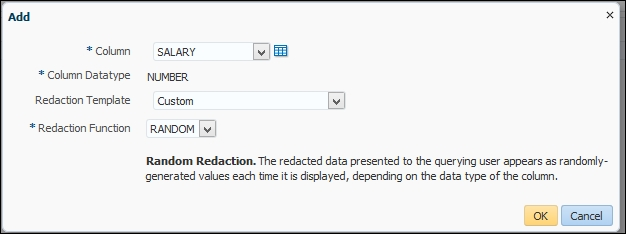 Add
* Column SALARY
* Column Datatype NUMBER
Redaction Template Custom
* Redaction Function RANDOM
Random Redaction. The redacted data presented to the querying user appears as randomly-
generated values each time it is displayed, depending on the data type of the column.
OK Cancel